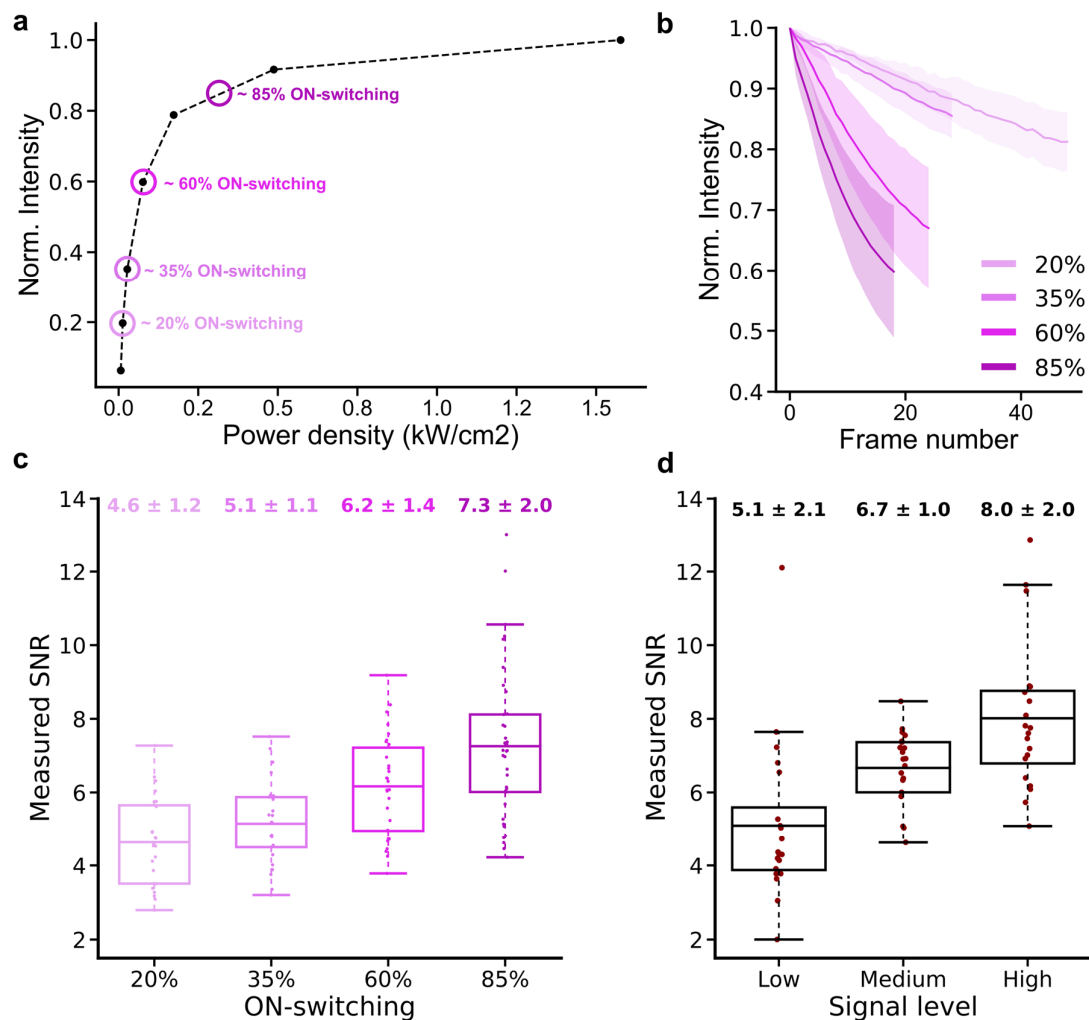 a
1.0
0.8
0.6
0.4
0.2
Norm. Intensity
~ 85% ON-switching
~ 60% ON-switching
~ 35% ON-switching
~ 20% ON-switching
0.0
0.2
0.5
0.8
1.0
1.2
1.5
Power density (kW/cm2)
b
1.0
0.9
0.8
0.7
0.6
0.5
0.4
Norm. Intensity
20%
35%
60%
85%
0
20
40
Frame number
c
14
12
10
8
6
4
2
Measured SNR
4.6 ± 1.2
5.1 ± 1.1
6.2 ± 1.4
7.3 ± 2.0
20%
35%
60%
85%
ON-switching
d
14
12
10
8
6
4
2
Measured SNR
5.1 ± 2.1
6.7 ± 1.0
8.0 ± 2.0
Low
Medium
High
Signal level